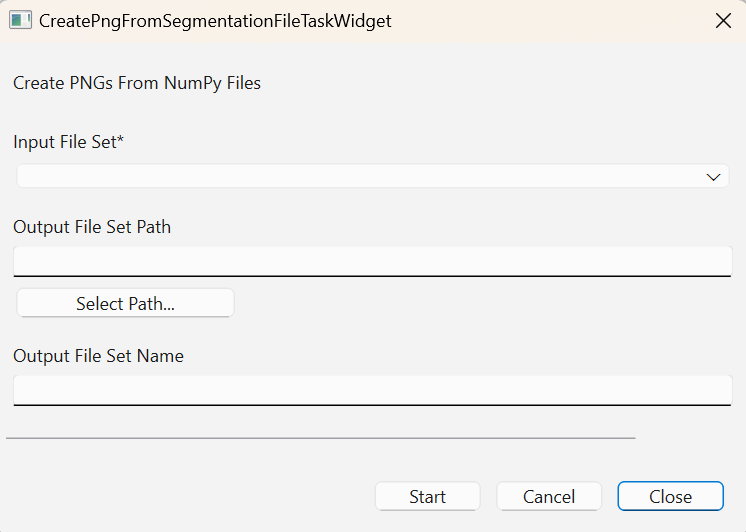 CreatePngFromSegmentationFileTaskWidget
Create PNGs From NumPy Files
Input File Set*
Output File Set Path
Select Path...
Output File Set Name
Start Cancel Close